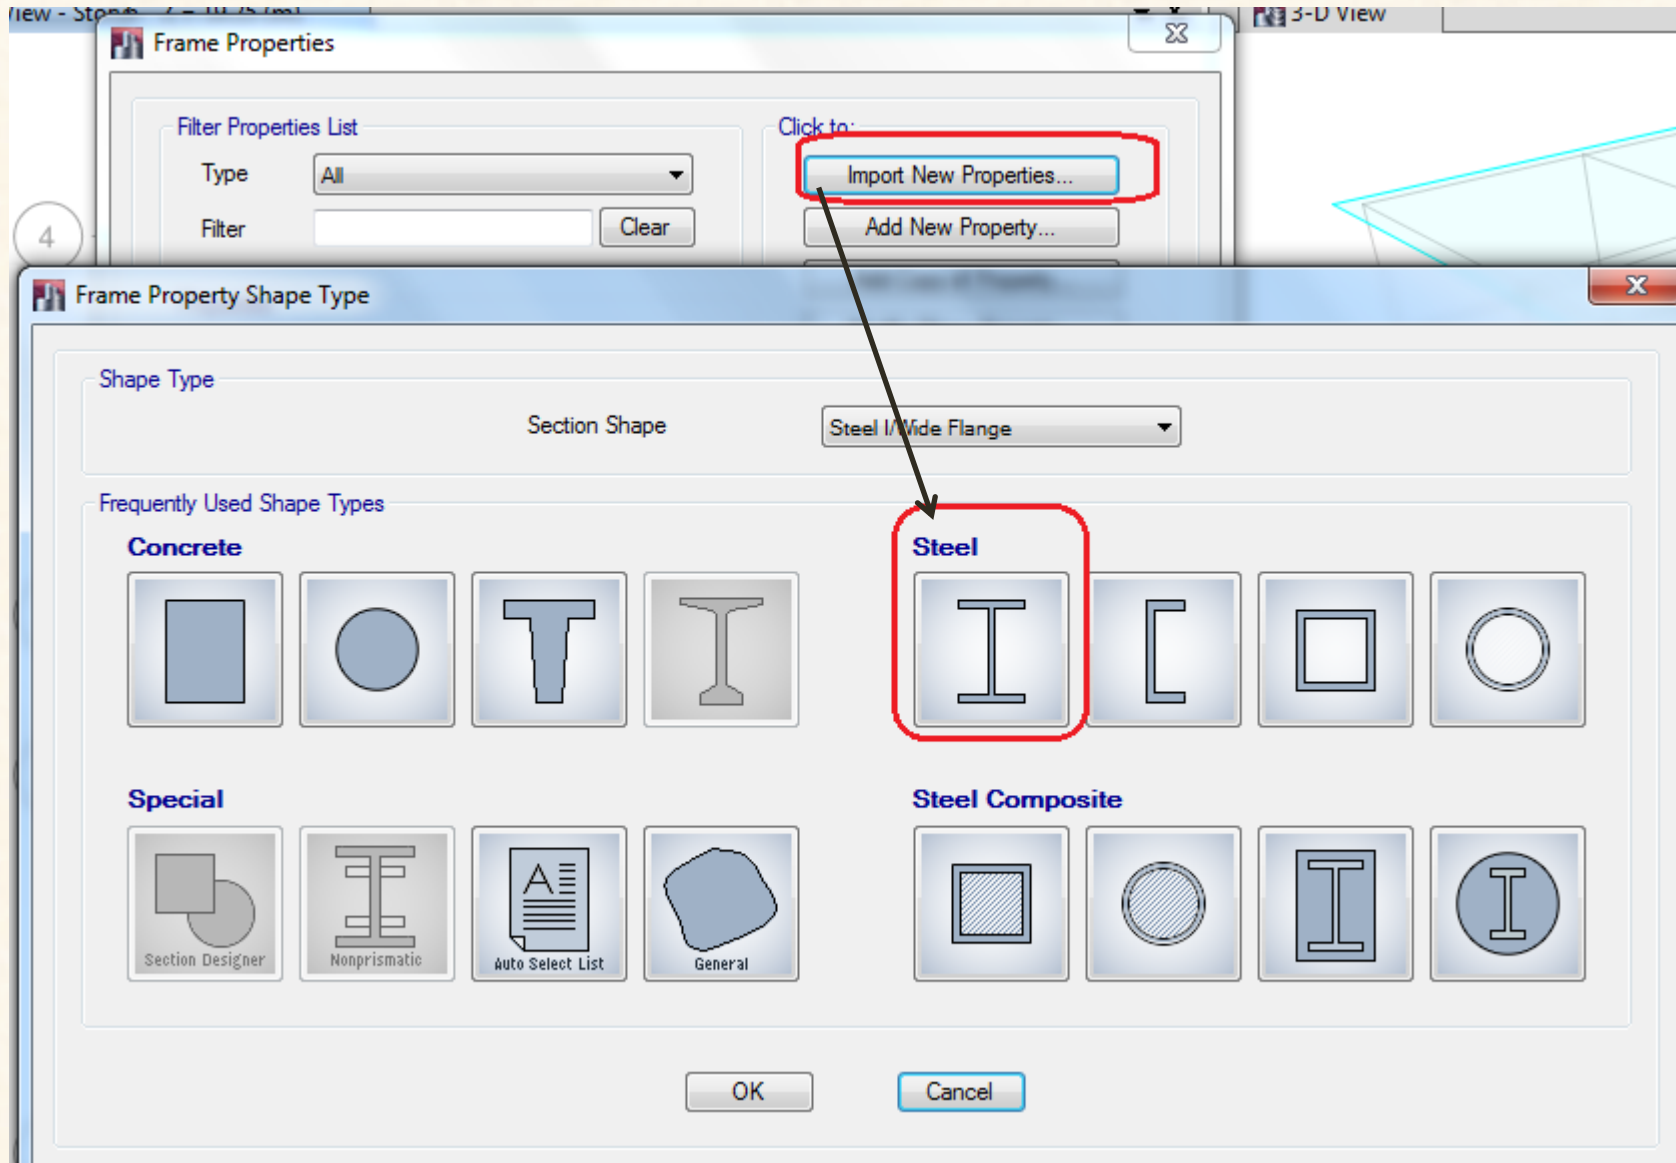 3-D View
Frame Properties
Filter Properties List
Click to:
Type
All
Import New Properties...
Filter
Clear
Add New Property...
4
Frame Property Shape Type
Shape Type
Section Shape
Steel I/Wide Flange
Frequently Used Shape Types
Concrete
Steel
Special
Steel Composite
Section Designer
Nonprismatic
A
Auto Select List
General
OK
Cancel